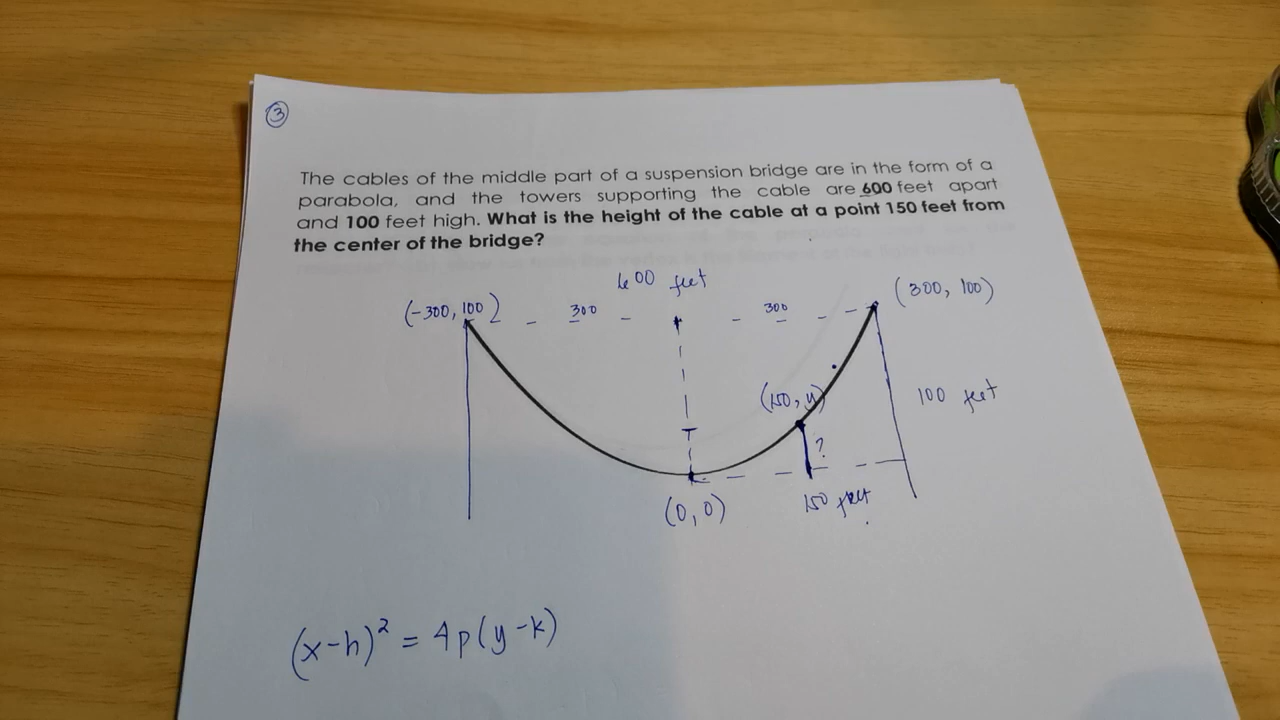 3
The cables of the middle part of a suspension bridge are in the form of a
parabola, and the towers supporting the cable are 600 feet apart
and 100 feet high. What is the height of the cable at a point 150 feet from
the center of the bridge?
600 feet
(-300, 100)
300
300
(300, 100)
(150, y)
100 feet
?
(0, 0)
150 feet
(x-h)² = 4p(y-k)